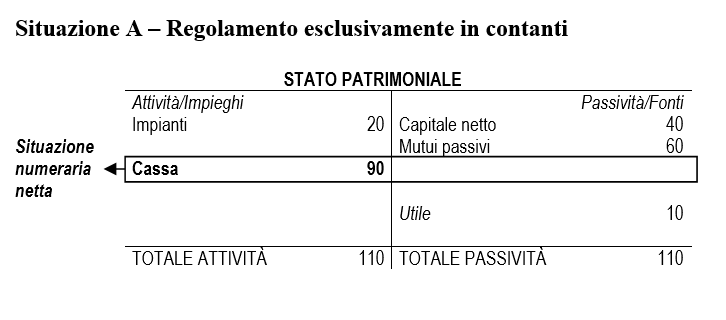 Situazione A – Regolamento esclusivamente in contanti
STATO PATRIMONIALE
Attività/Impieghi Passività/Fonti
Impianti 20 Capitale netto 40
Mutui passivi 60
Situazione
numeraria
netta
Cassa 90
Utile 10
TOTALE ATTIVITÀ 110 TOTALE PASSIVITÀ 110